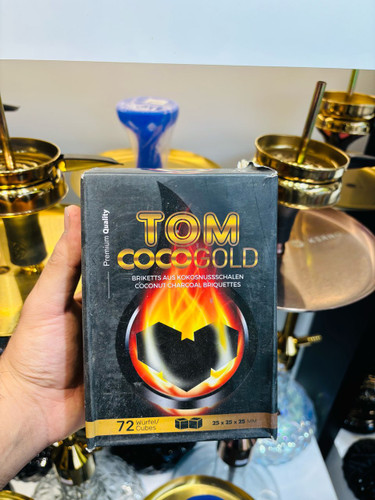 Premium Quality
TOM
COCOGOLD
BRIKETTS AUS KOKOSNUSSSCHALEN
COCONUT CHARCOAL BRIQUETTES
72 Würfel/
Cubes
25 x 25 x 25 MM